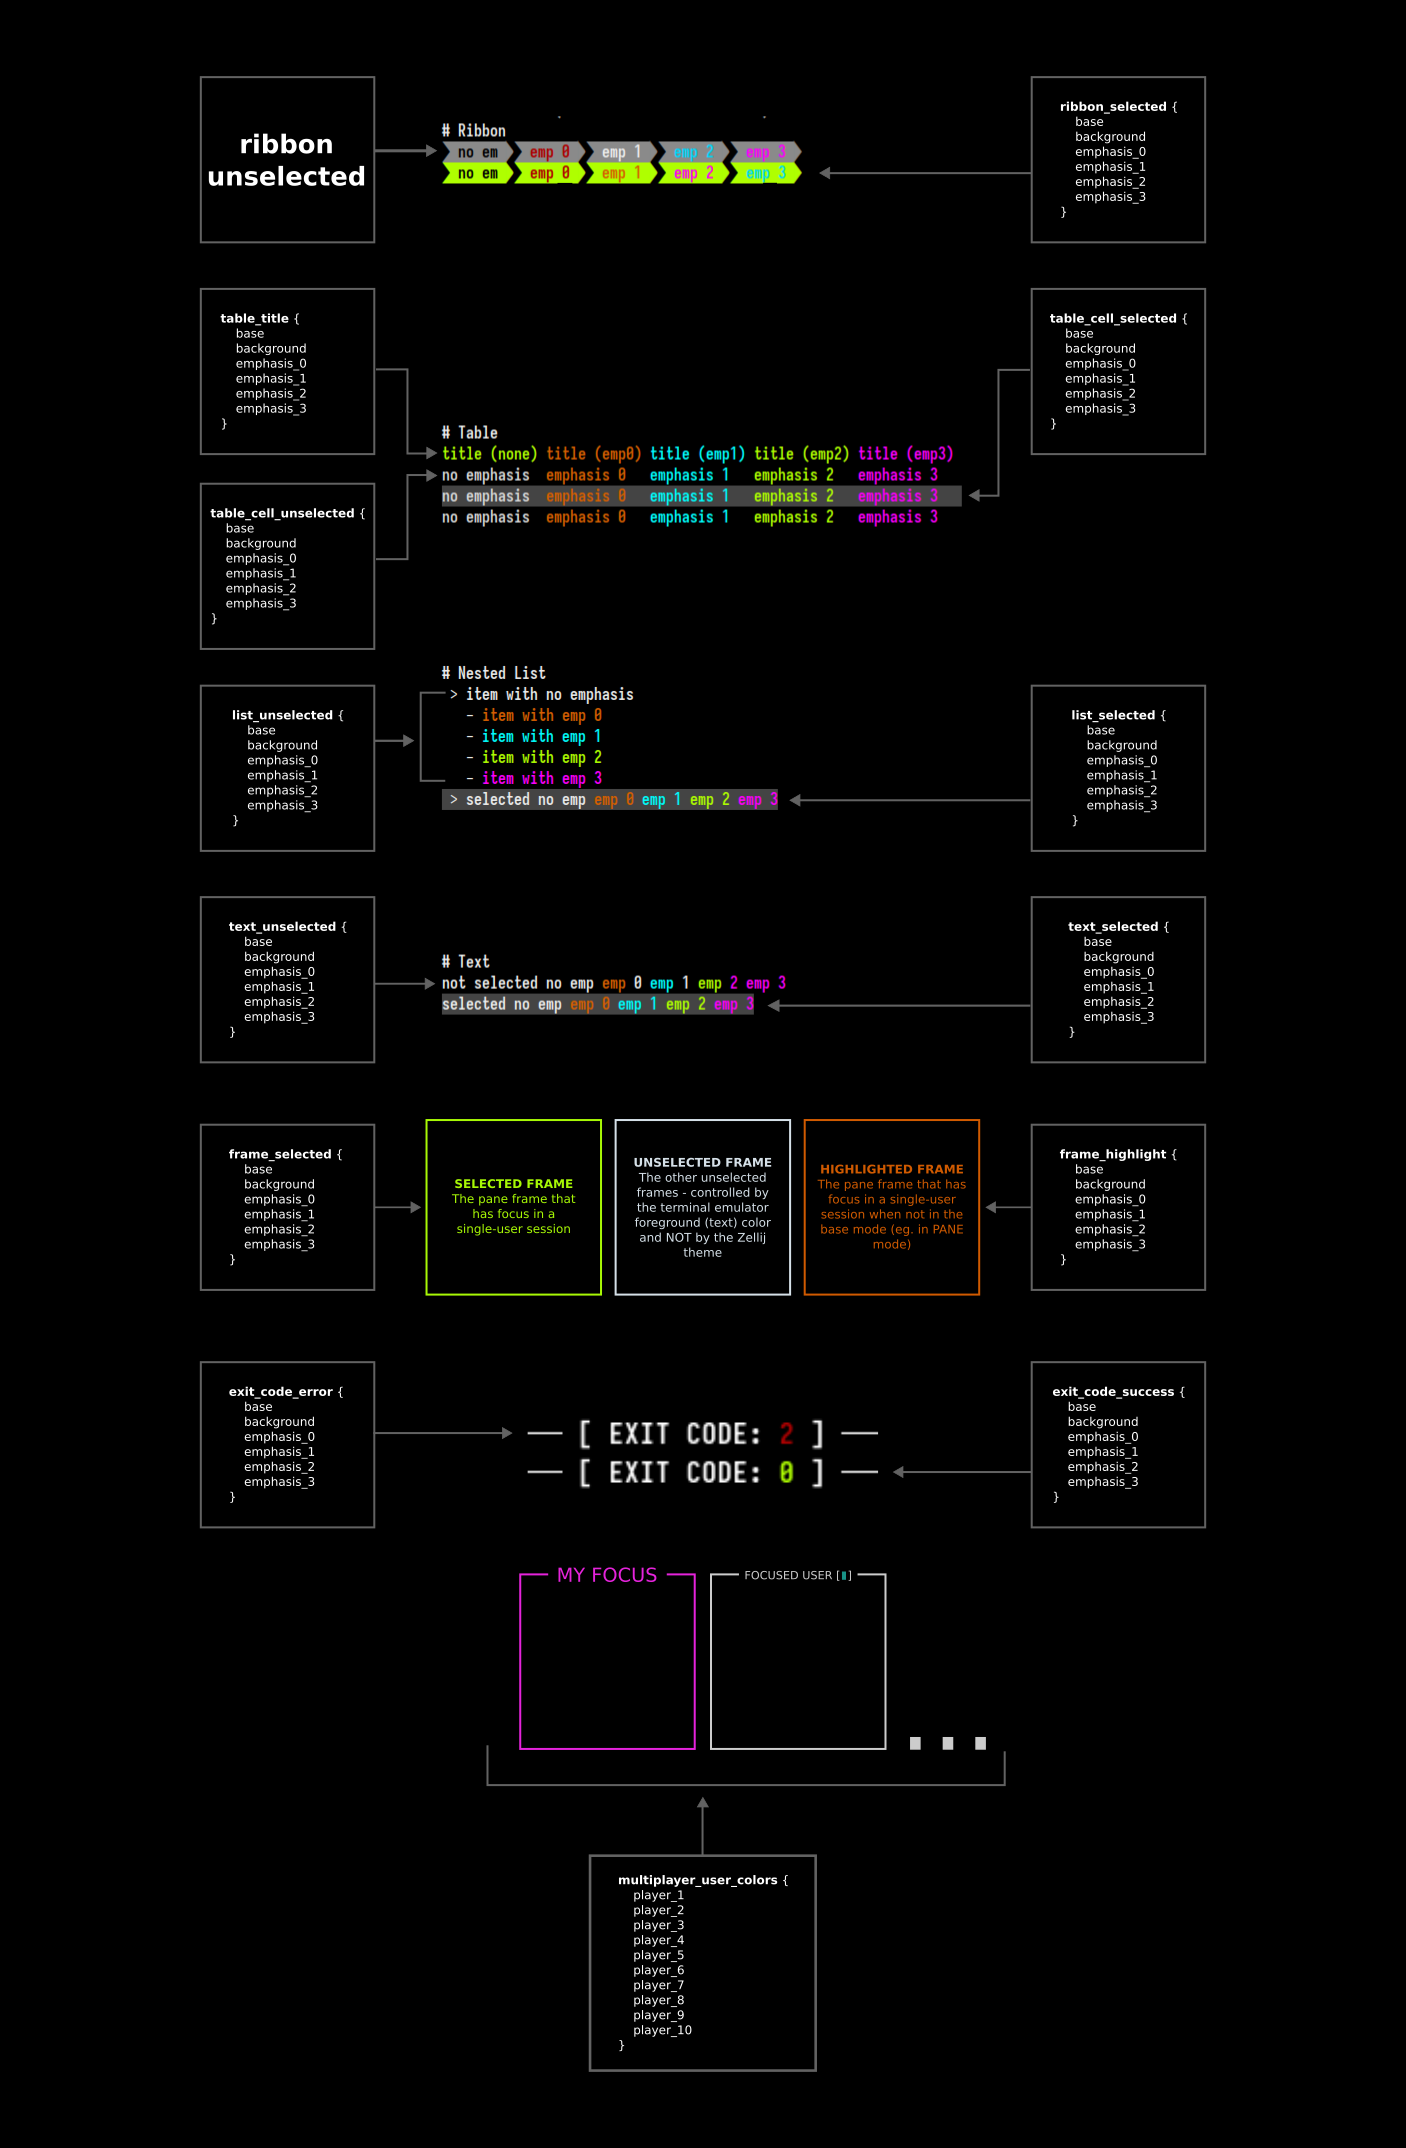 ribbon
unselected
# Ribbon
no em emp 0 emp 1 emp 2 emp 3
no em emp 0 emp 1 emp 2 emp 3
ribbon_selected {
base
background
emphasis_0
emphasis_1
emphasis_2
emphasis_3
}
table_title {
base
background
emphasis_0
emphasis_1
emphasis_2
emphasis_3
}
table_cell_unselected {
base
background
emphasis_0
emphasis_1
emphasis_2
emphasis_3
}
# Table
title (none) title (emp0) title (emp1) title (emp2) title (emp3)
no emphasis emphasis 0 emphasis 1 emphasis 2 emphasis 3
no emphasis emphasis 0 emphasis 1 emphasis 2 emphasis 3
no emphasis emphasis 0 emphasis 1 emphasis 2 emphasis 3
table_cell_selected {
base
background
emphasis_0
emphasis_1
emphasis_2
emphasis_3
}
list_unselected {
base
background
emphasis_0
emphasis_1
emphasis_2
emphasis_3
}
# Nested List
> item with no emphasis
- item with emp 0
- item with emp 1
- item with emp 2
- item with emp 3
> selected no emp emp 0 emp 1 emp 2 emp 3
list_selected {
base
background
emphasis_0
emphasis_1
emphasis_2
emphasis_3
}
text_unselected {
base
background
emphasis_0
emphasis_1
emphasis_2
emphasis_3
}
# Text
not selected no emp emp 0 emp 1 emp 2 emp 3
selected no emp emp 0 emp 1 emp 2 emp 3
text_selected {
base
background
emphasis_0
emphasis_1
emphasis_2
emphasis_3
}
frame_selected {
base
background
emphasis_0
emphasis_1
emphasis_2
emphasis_3
}
SELECTED FRAME
The pane frame that
has focus in a
single-user session
UNSELECTED FRAME
The other unselected
frames - controlled by
the terminal emulator
foreground (text) color
and NOT by the Zellij
theme
HIGHLIGHTED FRAME
The pane frame that has
focus in a single-user
session when not in the
base mode (eg. in PANE
mode)
frame_highlight {
base
background
emphasis_0
emphasis_1
emphasis_2
emphasis_3
}
exit_code_error {
base
background
emphasis_0
emphasis_1
emphasis_2
emphasis_3
}
[ EXIT CODE: 2 ]
[ EXIT CODE: 0 ]
exit_code_success {
base
background
emphasis_0
emphasis_1
emphasis_2
emphasis_3
}
MY FOCUS
FOCUSED USER [▮]
multiplayer_user_colors {
player_1
player_2
player_3
player_4
player_5
player_6
player_7
player_8
player_9
player_10
}